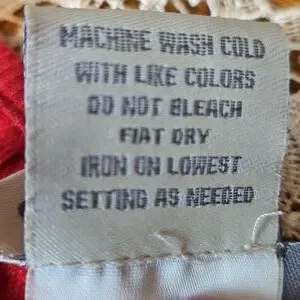 MACHINE WASH COLD
WITH LIKE COLORS
DO NOT BLEACH
FlAT DRY
IRON ON LOWEST
SETTING AS NEEDED